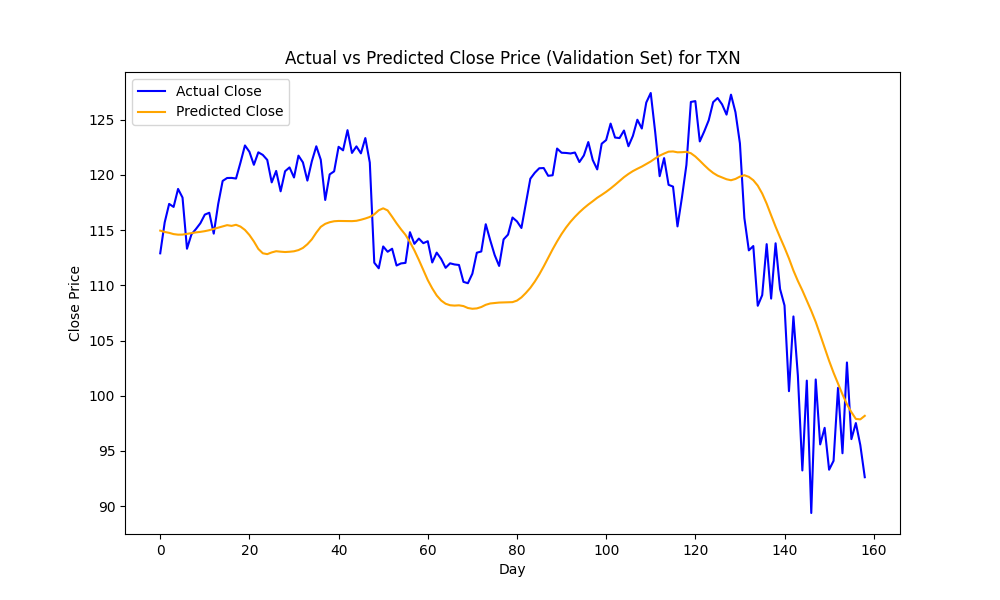 Actual vs Predicted Close Price (Validation Set) for TXN
Actual Close
Predicted Close
Close Price
125
120
115
110
105
100
95
90
0 20 40 60 80 100 120 140 160
Day